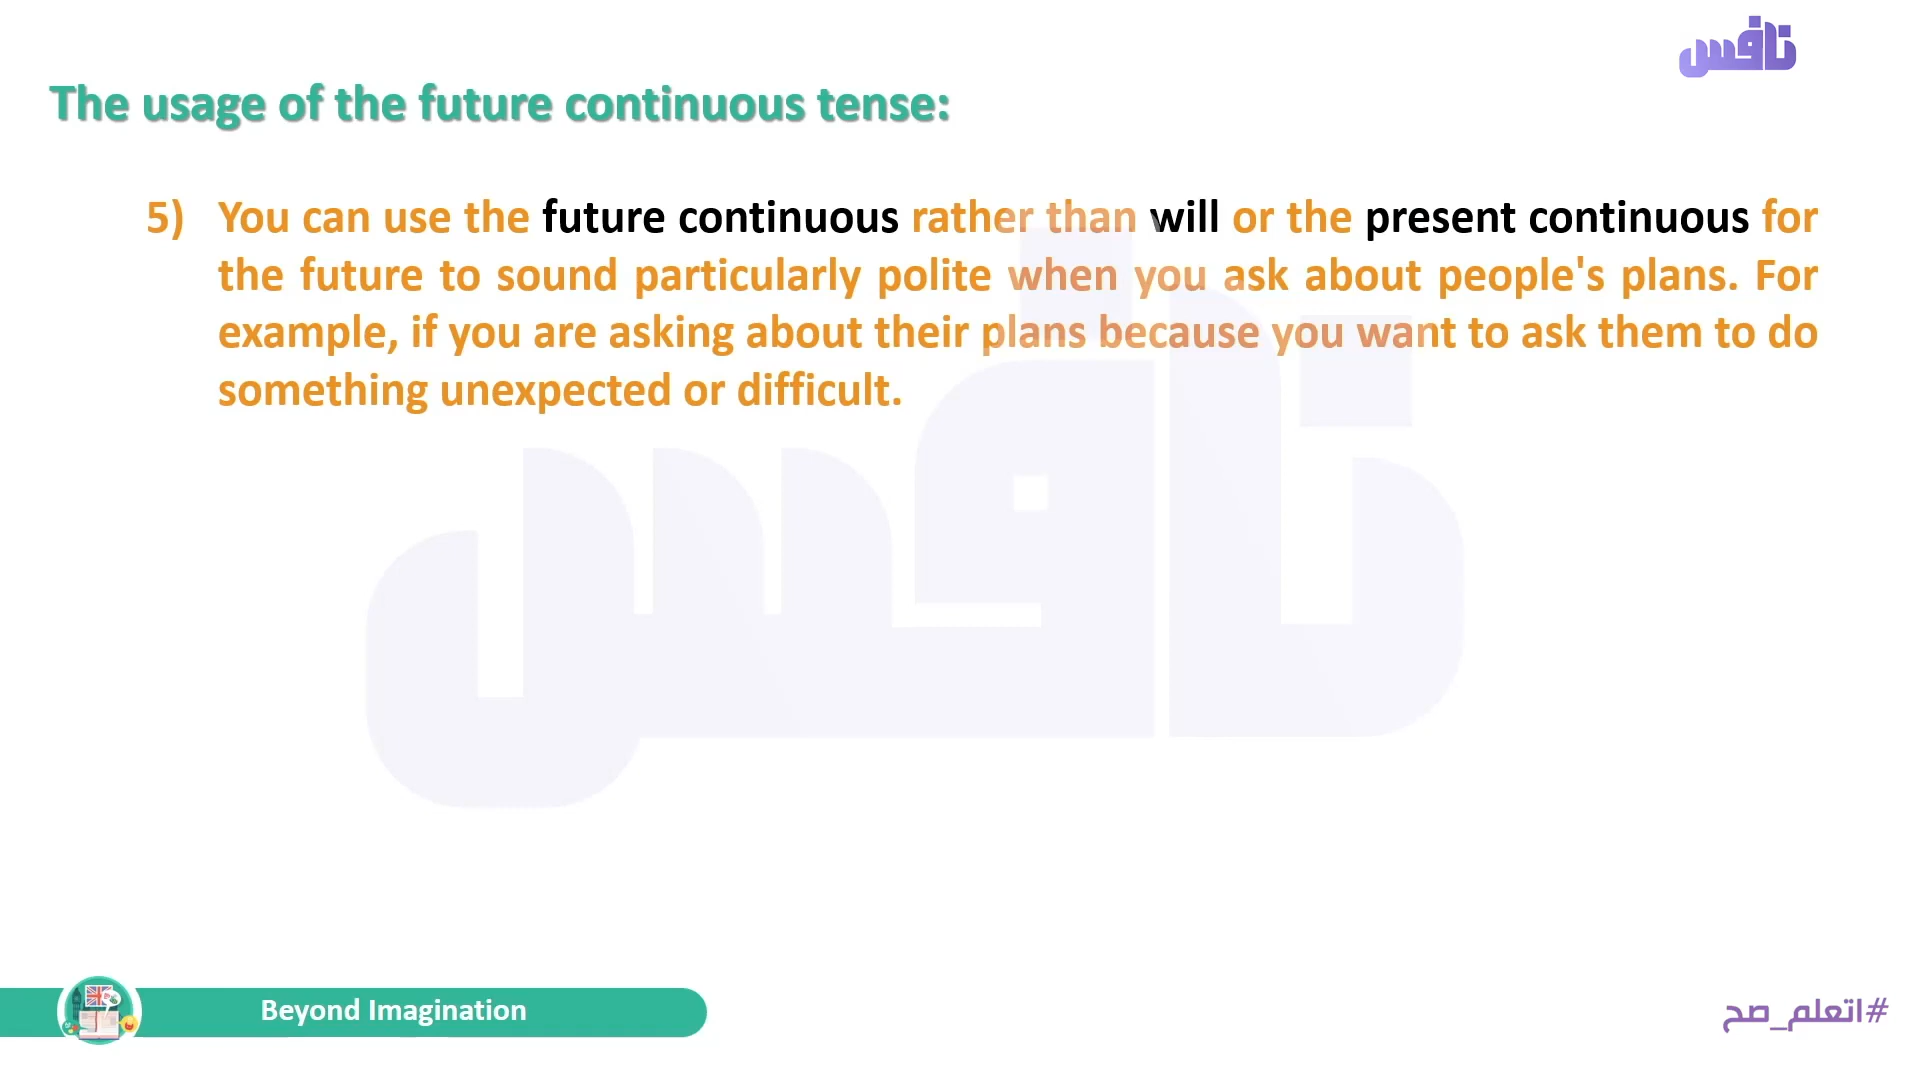 نافس
The usage of the future continuous tense:
5) You can use the future continuous rather than will or the present continuous for
the future to sound particularly polite when you ask about people's plans. For
example, if you are asking about their plans because you want to ask them to do
something unexpected or difficult.
نافس
Beyond Imagination
#اتعلم_صح